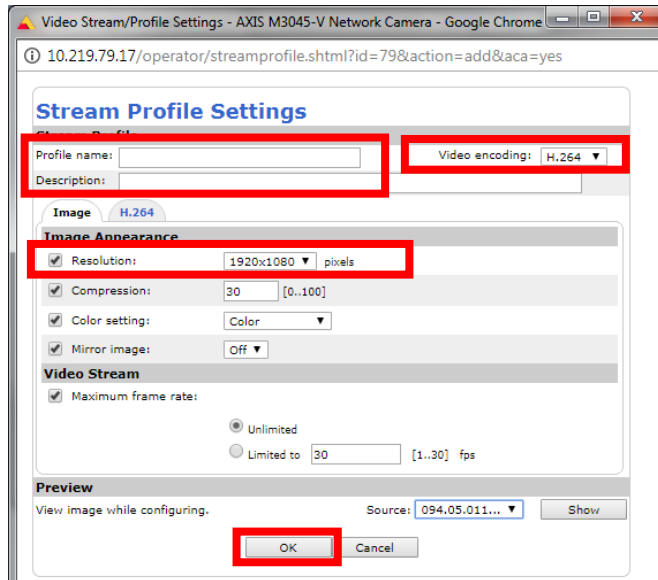 Video Stream/Profile Settings - AXIS M3045-V Network Camera - Google Chrome
10.219.79.17/operator/streamprofile.shtml?id=79&action=add&aca=yes
Stream Profile Settings
Stream Profile
Profile name: Video encoding: H.264
Description:
Image H.264
Image Appearance
Resolution: 1920x1080 pixels
Compression: 30 [0..100]
Color setting: Color
Mirror image: Off
Video Stream
Maximum frame rate:
Unlimited
Limited to 30 [1..30] fps
Preview
View image while configuring. Source: 094.05.011... Show
OK Cancel